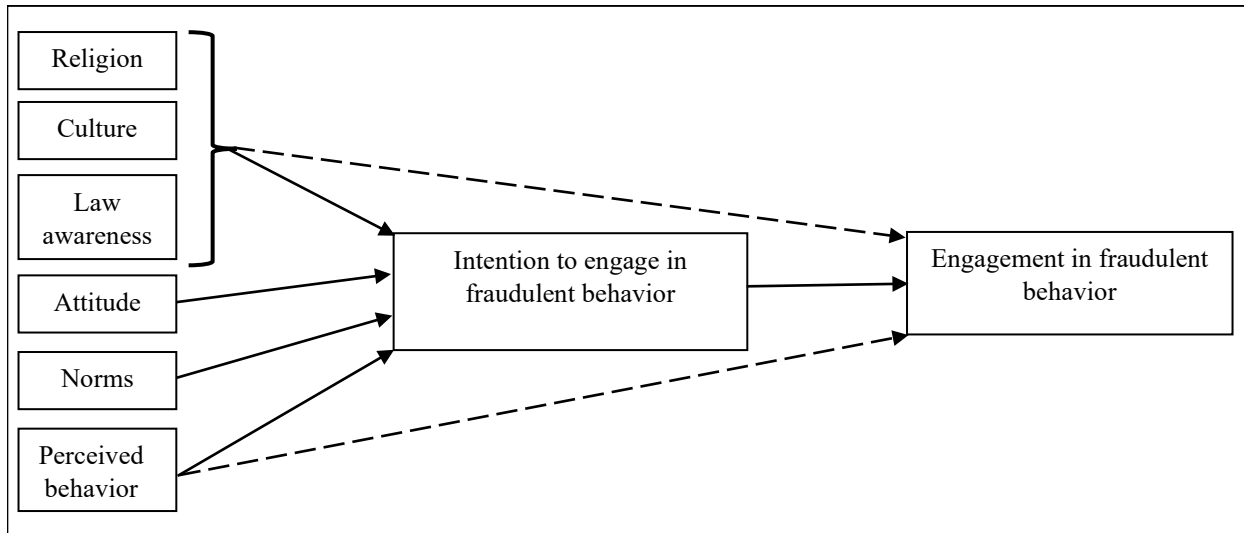 Religion
Culture
Law
awareness
Attitude
Norms
Perceived
behavior
Intention to engage in
fraudulent behavior
Engagement in fraudulent
behavior